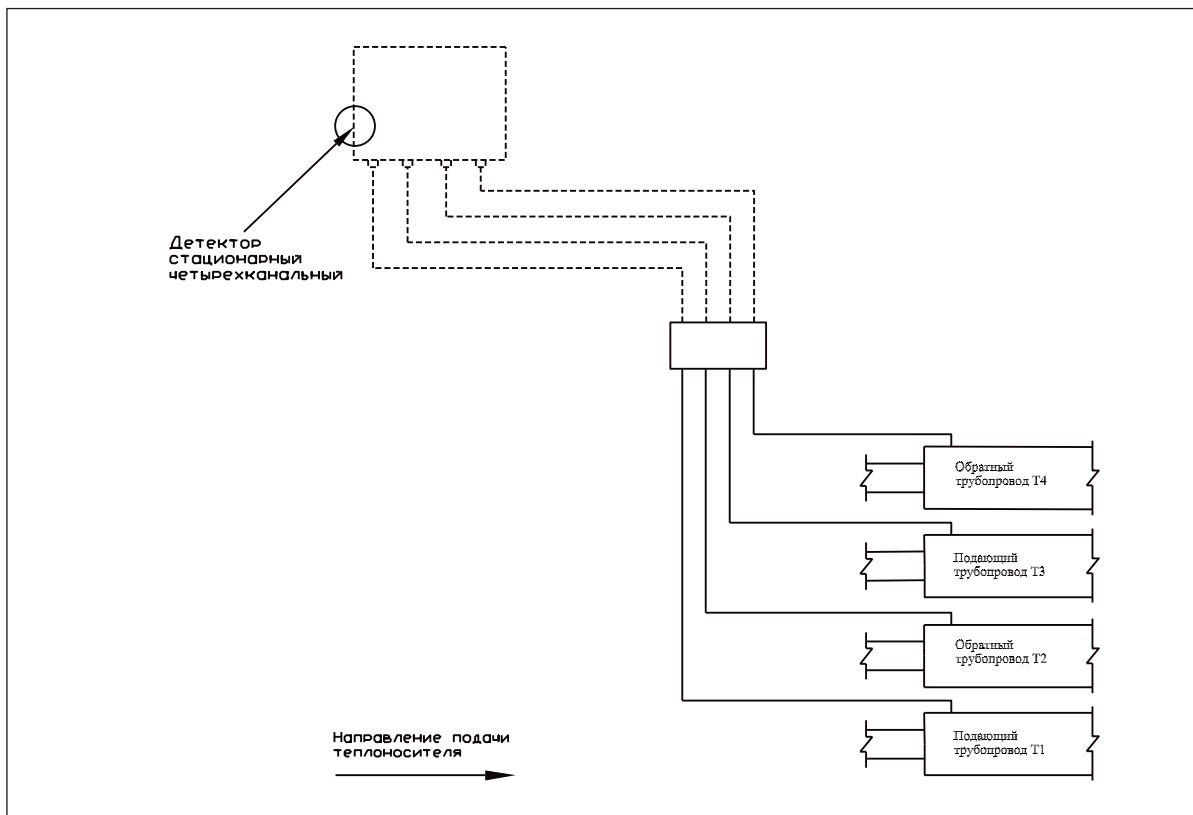 Детектор
стационарный
четырехканальный
Обратный
трубопровод Т4
Подающий
трубопровод Т3
Обратный
трубопровод Т2
Подающий
трубопровод Т1
Направление подачи
теплоносителя